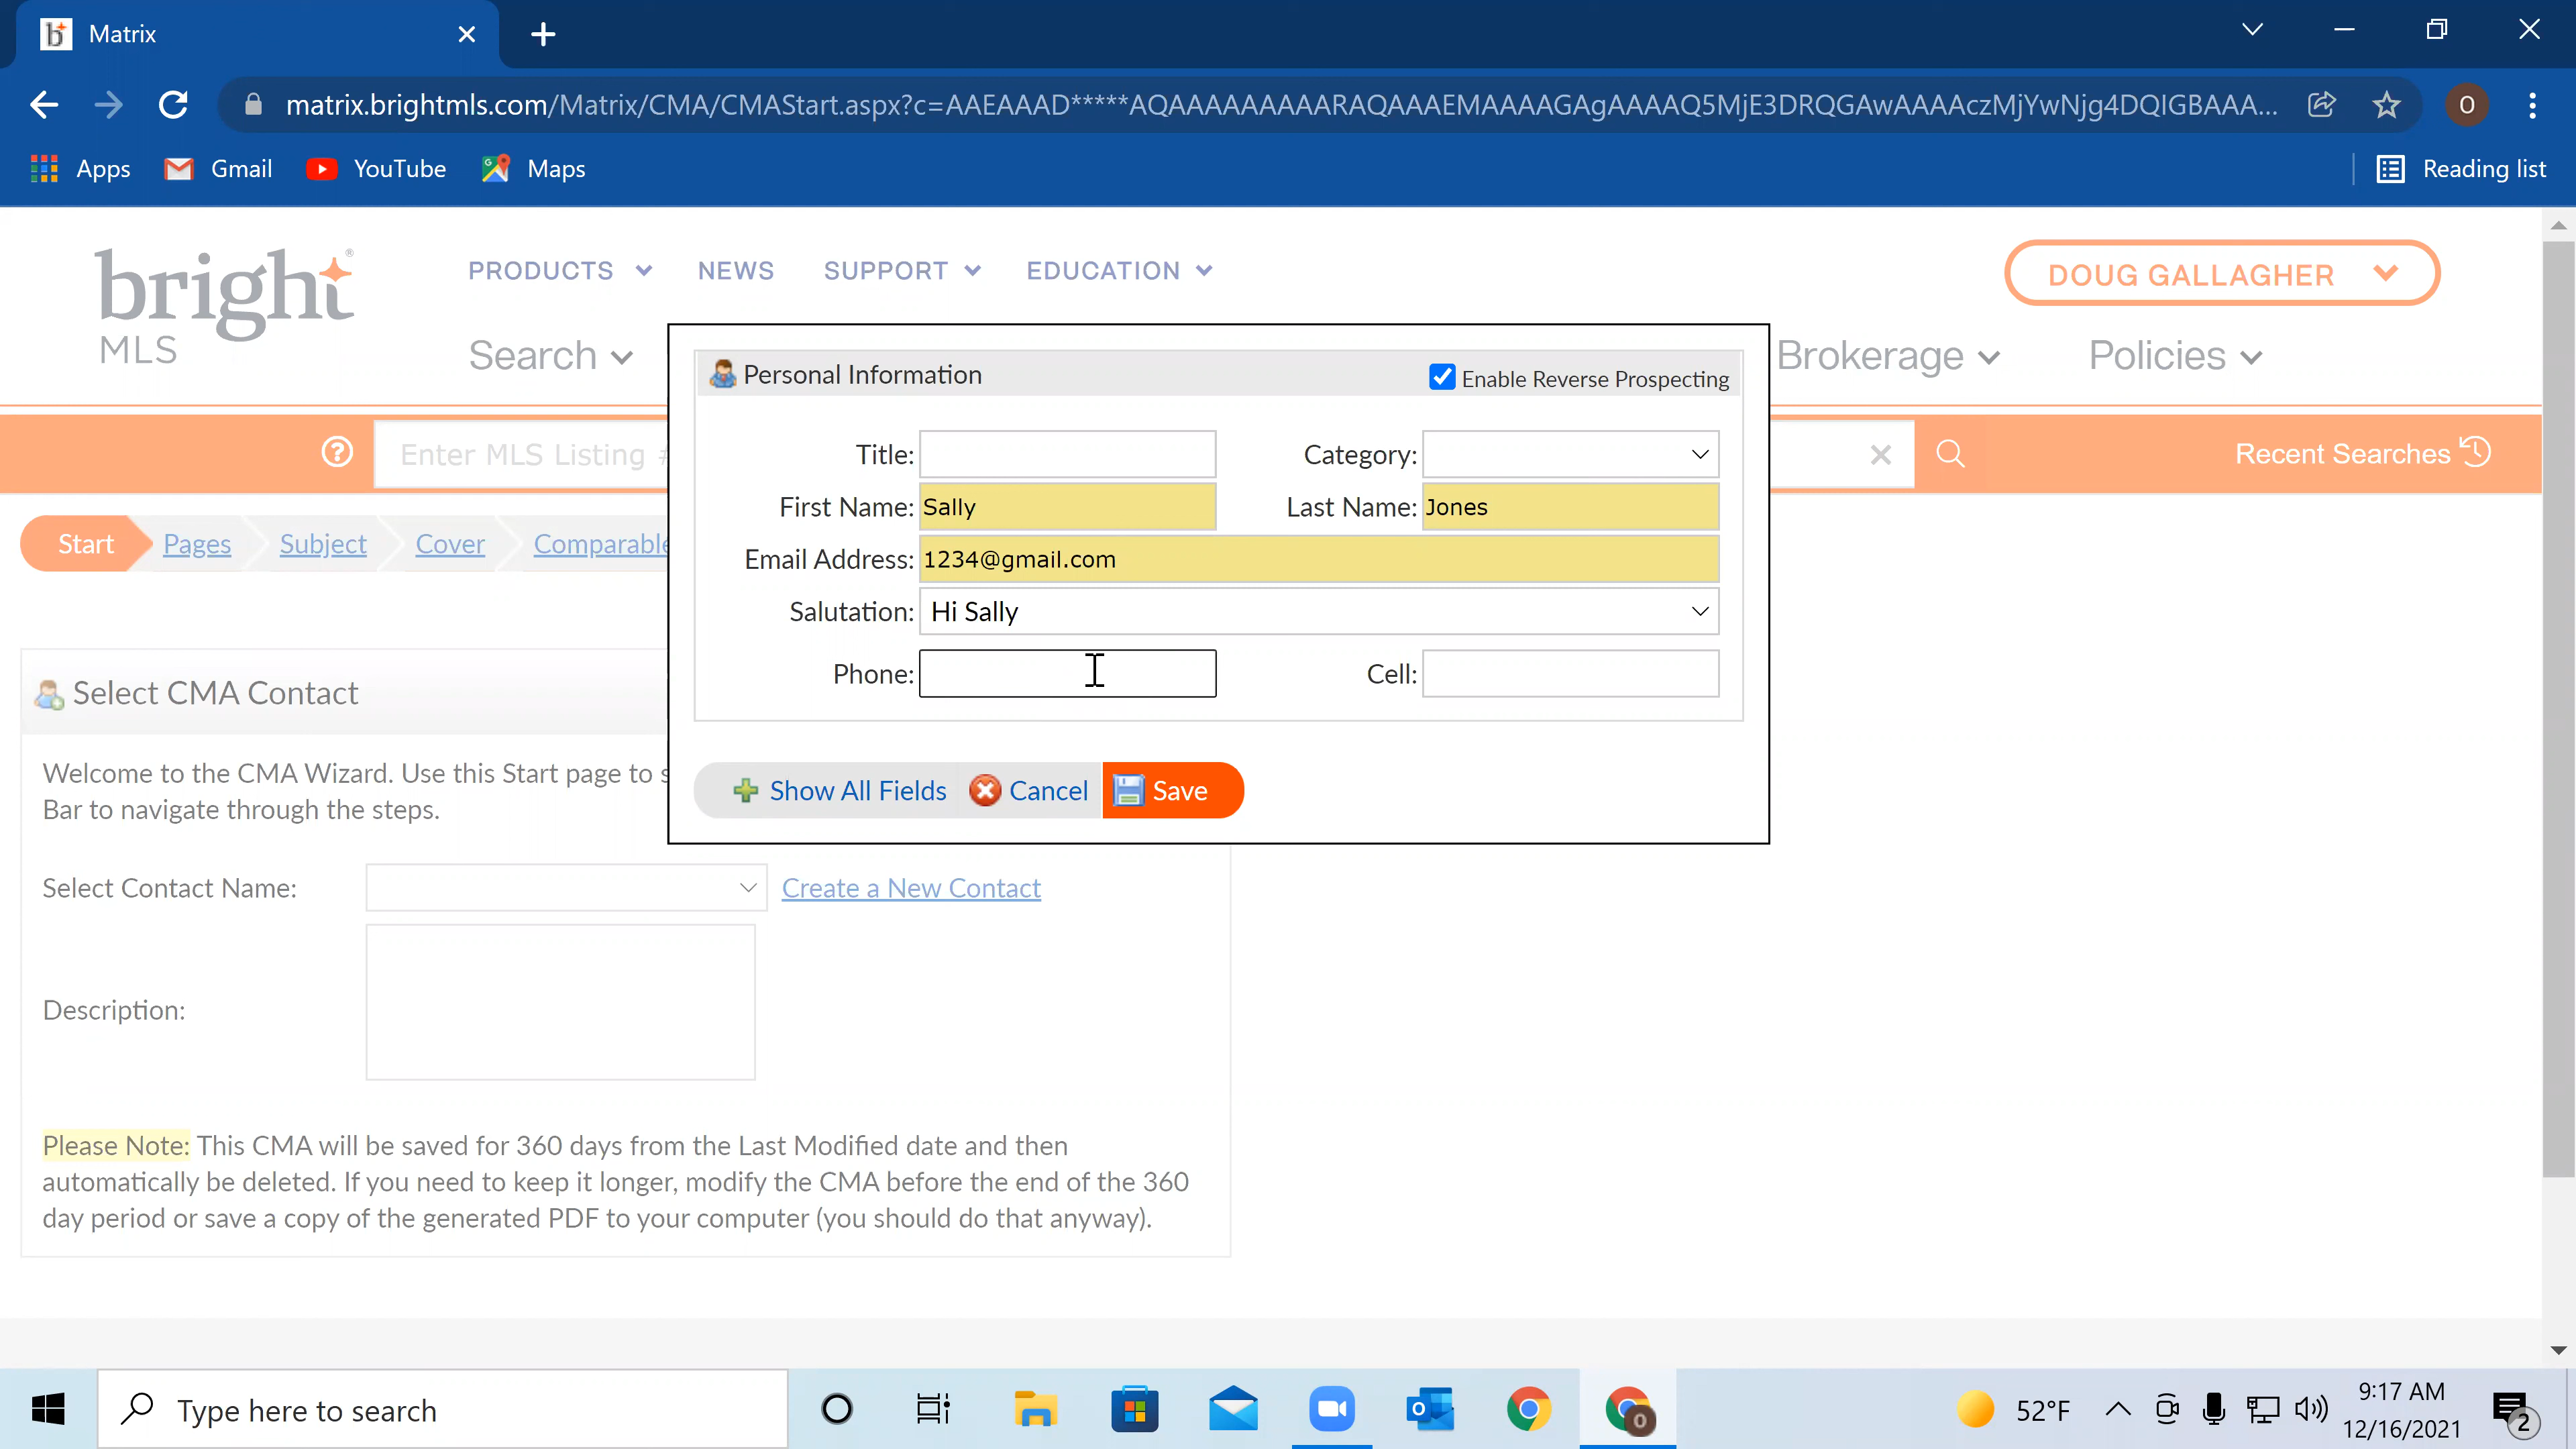 Matrix
matrix.brightmls.com/Matrix/CMA/CMAStart.aspx?c=AAEAAAD*****AQAAAAAAAAARAQAAAEMAAAAGAgAAAAQ5MjE3DRQGAwAAAAczMjYwNjg4DQIGBAAA... O
Apps Gmail YouTube Maps Reading list
bright®
MLS
PRODUCTS NEWS SUPPORT EDUCATION
DOUG GALLAGHER
Search Brokerage Policies
Enter MLS Listing #
Recent Searches
Start Pages Subject Cover Comparable
Personal Information
Enable Reverse Prospecting
Title: Category:
First Name: Sally Last Name: Jones
Email Address: 1234@gmail.com
Salutation: Hi Sally
Phone: Cell:
Show All Fields Cancel Save
Select CMA Contact
Welcome to the CMA Wizard. Use this Start page to s
Bar to navigate through the steps.
Select Contact Name: Create a New Contact
Description:
Please Note: This CMA will be saved for 360 days from the Last Modified date and then
automatically be deleted. If you need to keep it longer, modify the CMA before the end of the 360
day period or save a copy of the generated PDF to your computer (you should do that anyway).
Type here to search
52°F
9:17 AM
12/16/2021
2